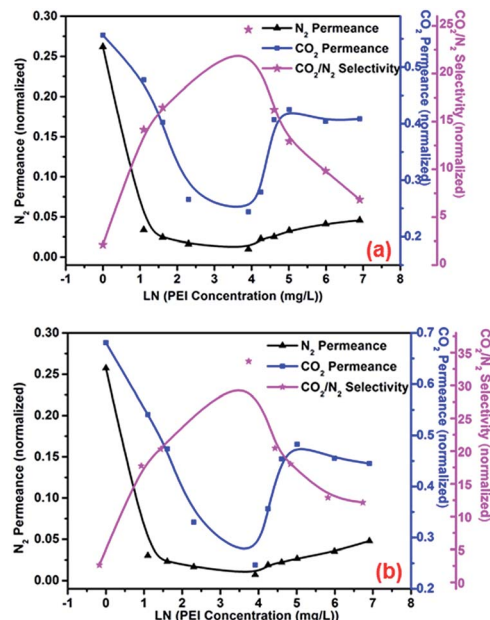 0.30
0.25
0.20
0.15
0.10
0.05
0.00
N₂ Permeance (normalized)
N₂ Permeance
CO₂ Permeance
CO₂/N₂ Selectivity
(a)
-1 0 1 2 3 4 5 6 7 8
LN (PEI Concentration (mg/L))
0.5
0.4
0.3
0.2
CO₂ Permeance (normalized)
25
20
15
10
5
0
CO₂/N₂ Selectivity (normalized)
0.30
0.25
0.20
0.15
0.10
0.05
0.00
N₂ Permeance (normalized)
N₂ Permeance
CO₂ Permeance
CO₂/N₂ Selectivity
(b)
-1 0 1 2 3 4 5 6 7 8
LN (PEI Concentration (mg/L))
0.7
0.6
0.5
0.4
0.3
0.2
CO₂ Permeance (normalized)
35
30
25
20
15
10
5
0
CO₂/N₂ Selectivity (normalized)